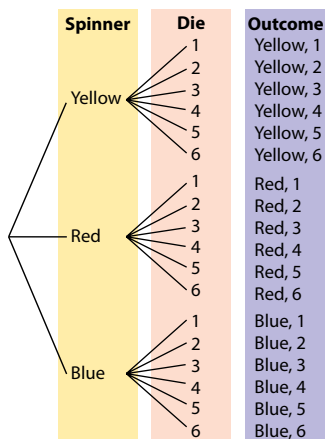 Spinner Die Outcome
1 Yellow, 1
2 Yellow, 2
Yellow 3 Yellow, 3
4 Yellow, 4
5 Yellow, 5
6 Yellow, 6
1 Red, 1
2 Red, 2
Red 3 Red, 3
4 Red, 4
5 Red, 5
6 Red, 6
1 Blue, 1
2 Blue, 2
Blue 3 Blue, 3
4 Blue, 4
5 Blue, 5
6 Blue, 6